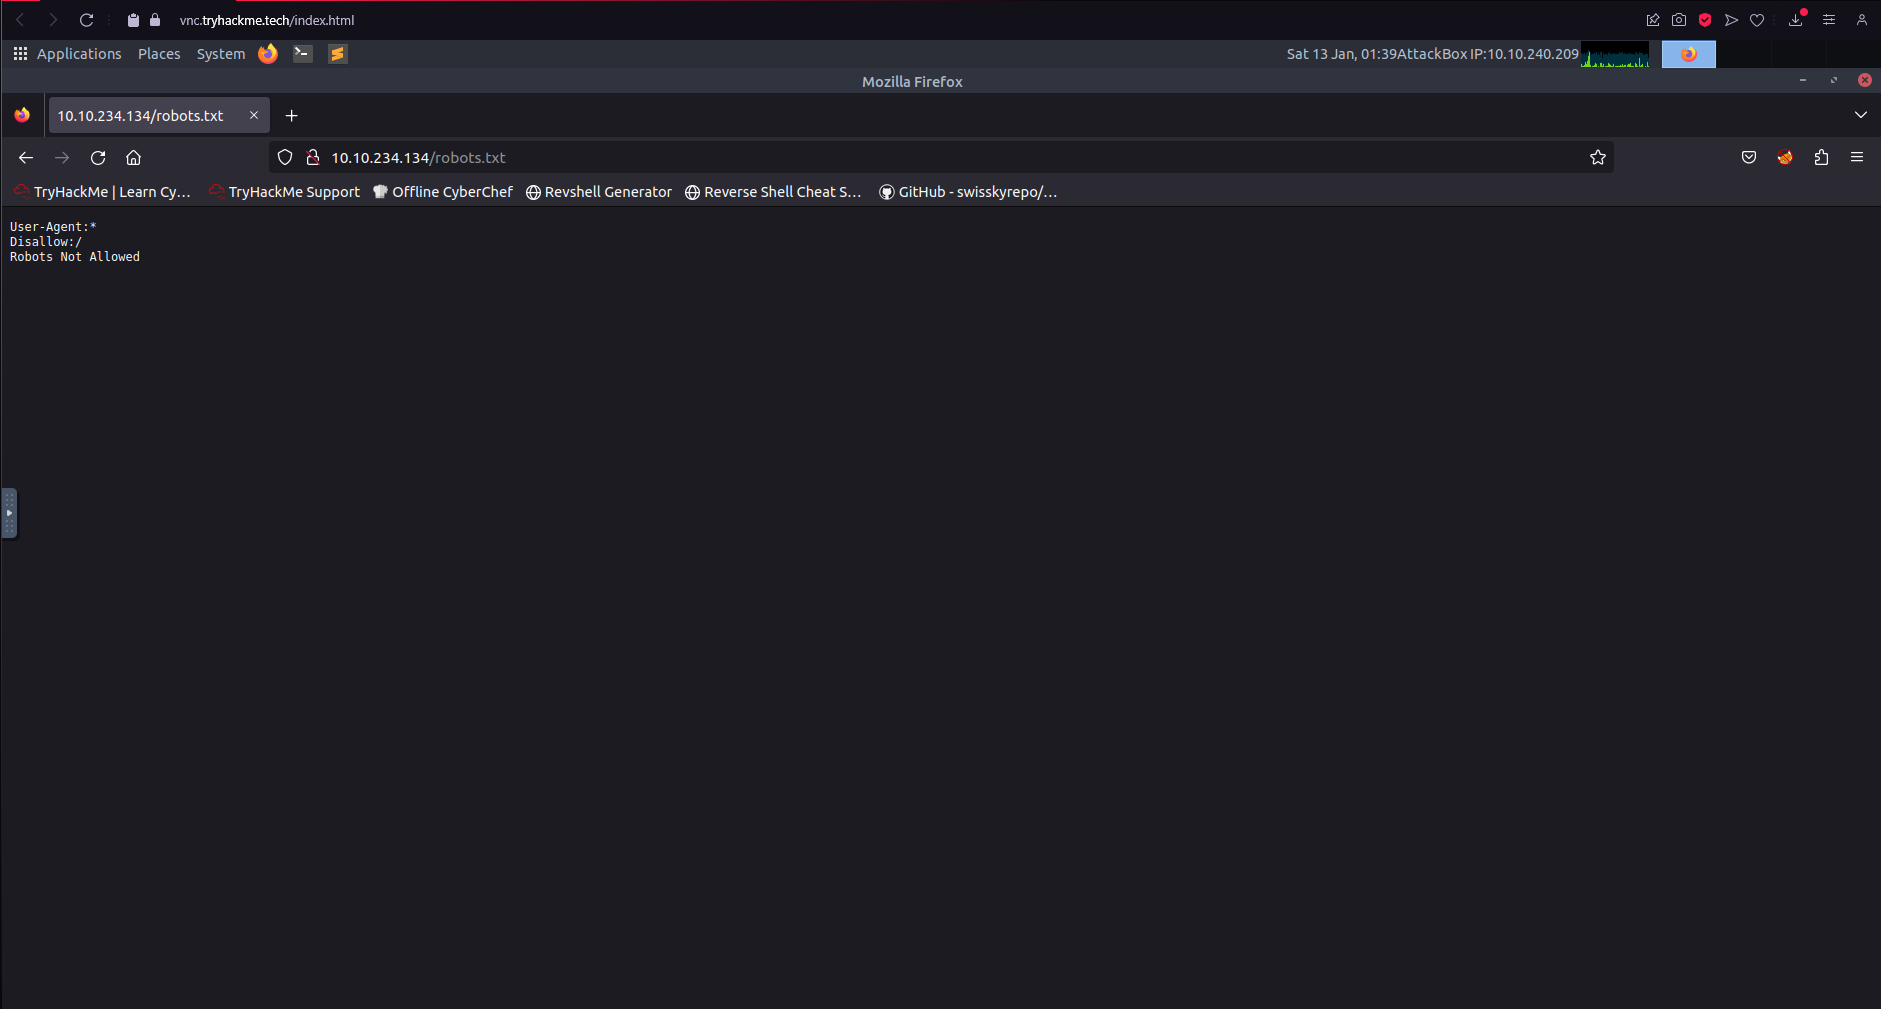 vnc.tryhackme.tech/index.html
Applications Places System
Sat 13 Jan, 01:39AttackBox IP:10.10.240.209
Mozilla Firefox
10.10.234.134/robots.txt
10.10.234.134/robots.txt
TryHackMe | Learn Cy... TryHackMe Support Offline CyberChef Revshell Generator Reverse Shell Cheat S... GitHub - swisskyrepo/...
User-Agent:*
Disallow:/
Robots Not Allowed